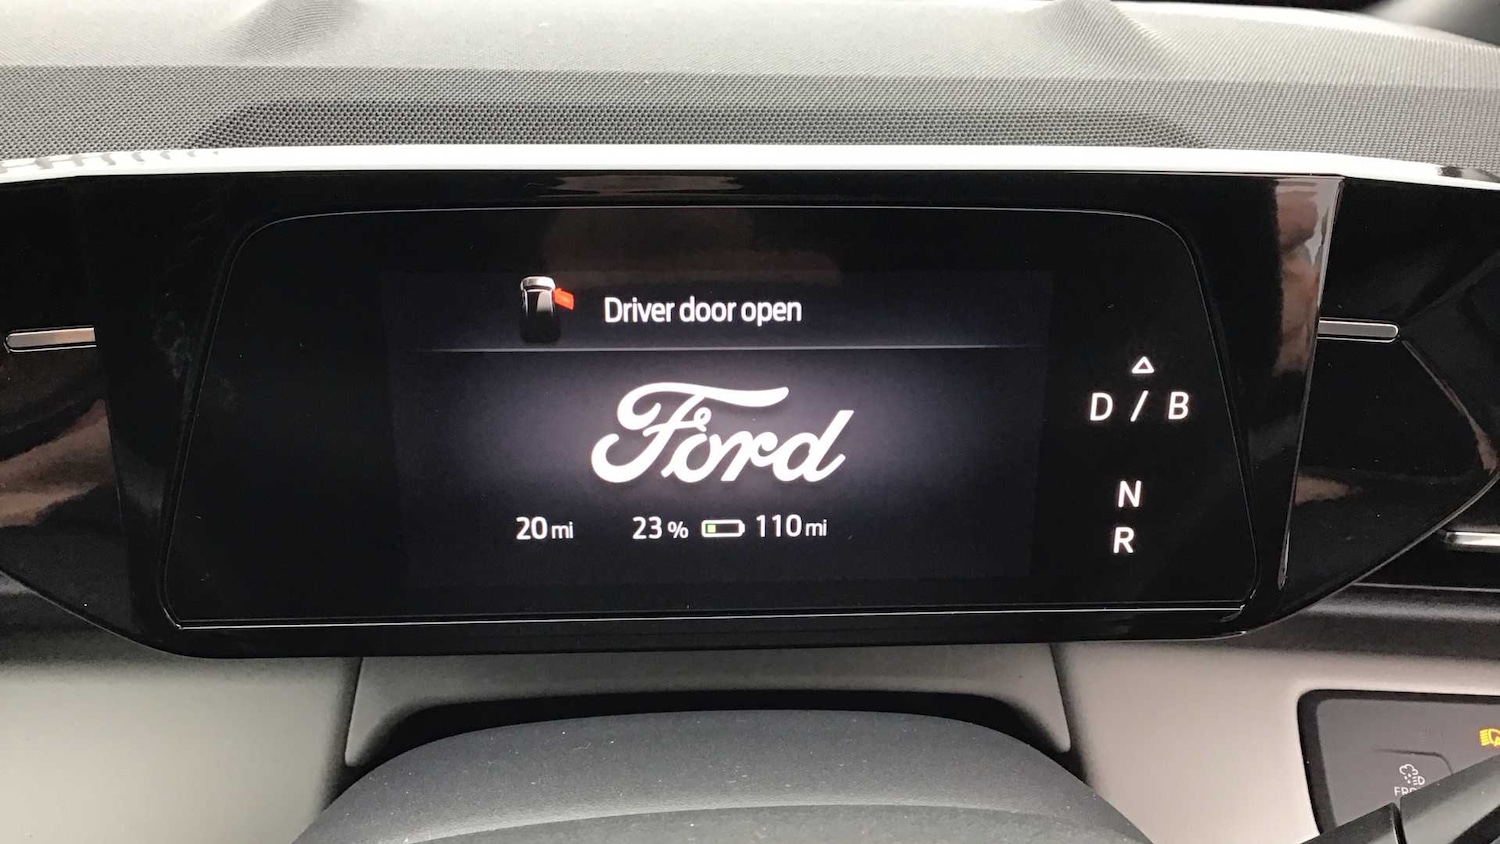 Driver door open
Ford
20 mi 23 % 110 mi
D / B
N
R